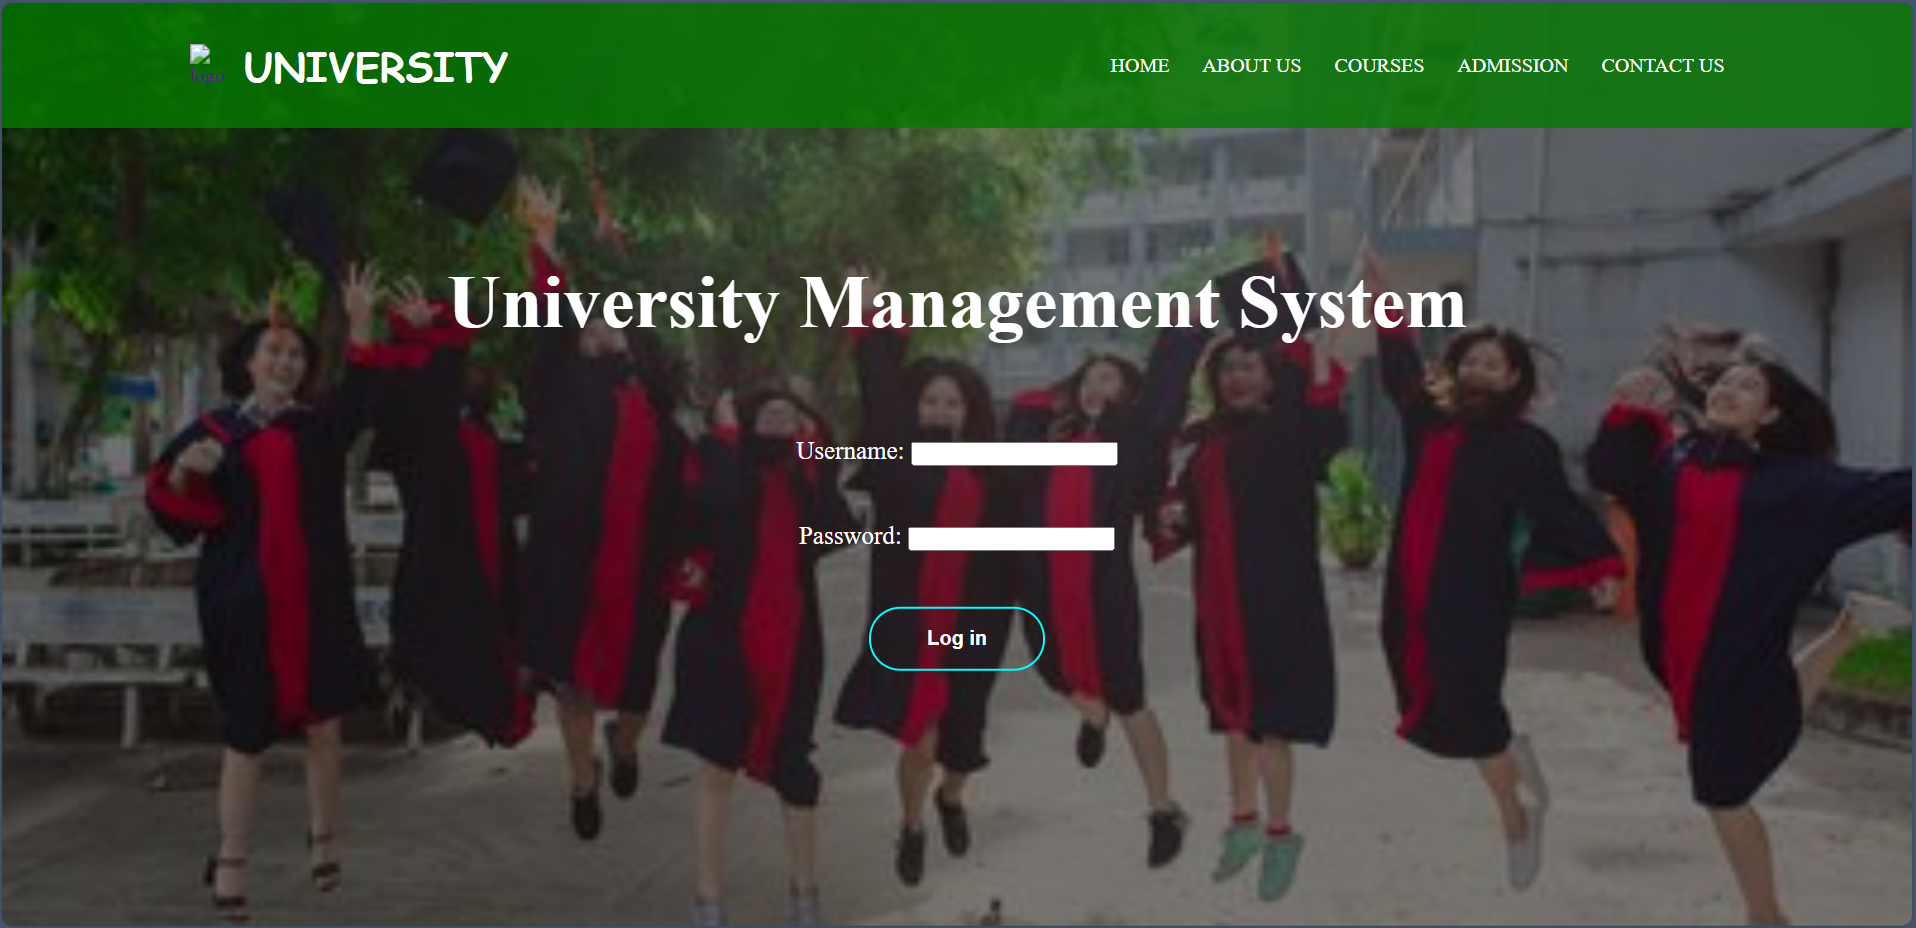 logo
UNIVERSITY
HOME ABOUT US COURSES ADMISSION CONTACT US
University Management System
Username:
Password:
Log in